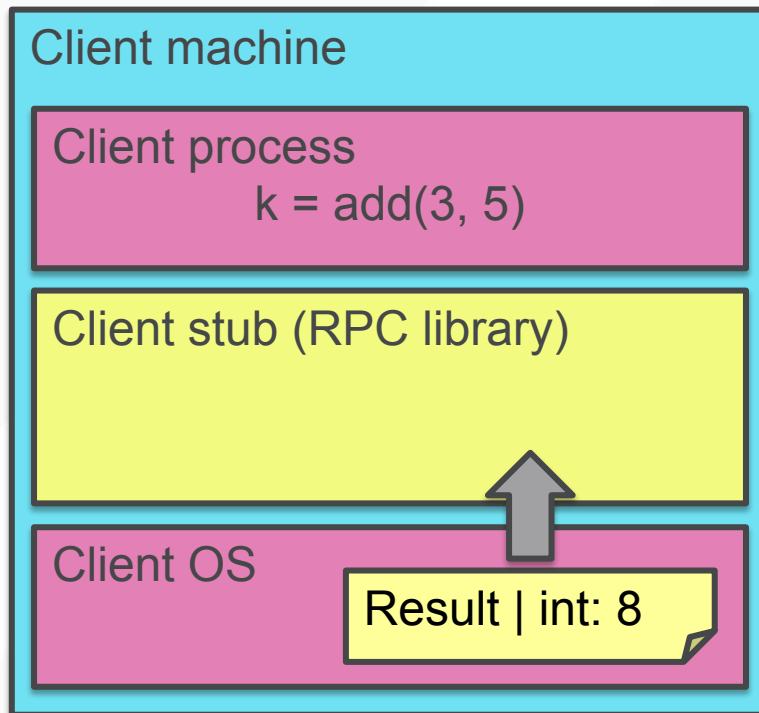 Client machine
Client process
k = add(3, 5)
Client stub (RPC library)
Client OS
Result | int: 8